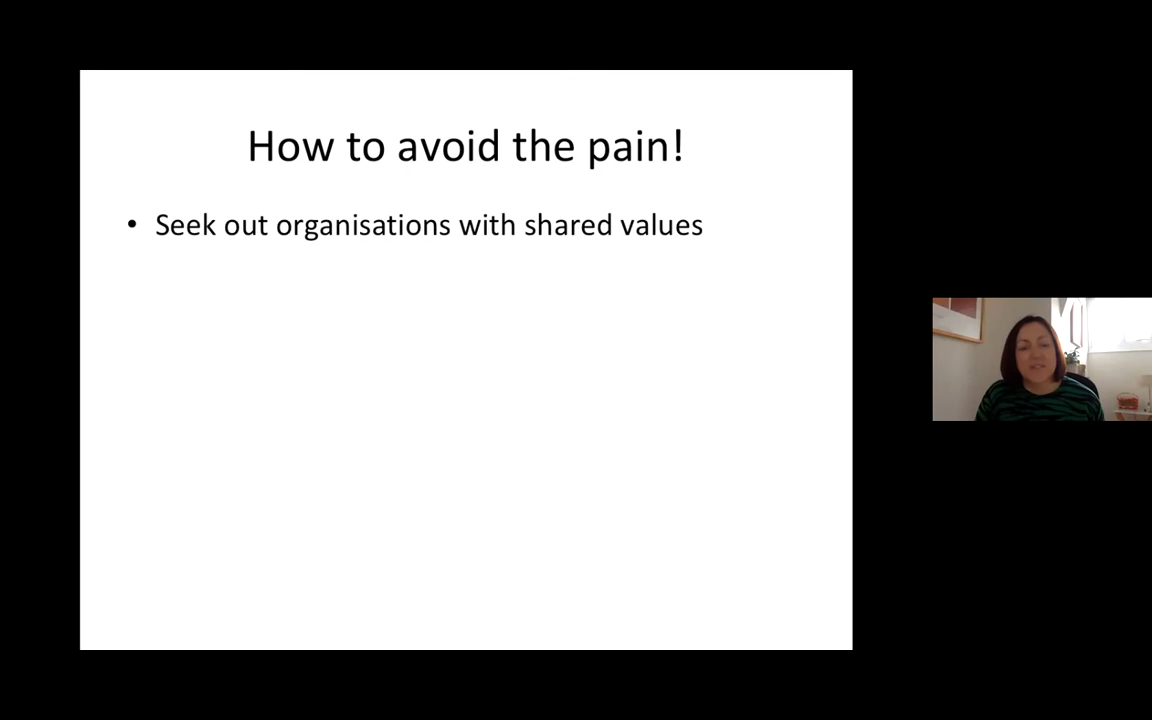 How to avoid the pain!
• Seek out organisations with shared values